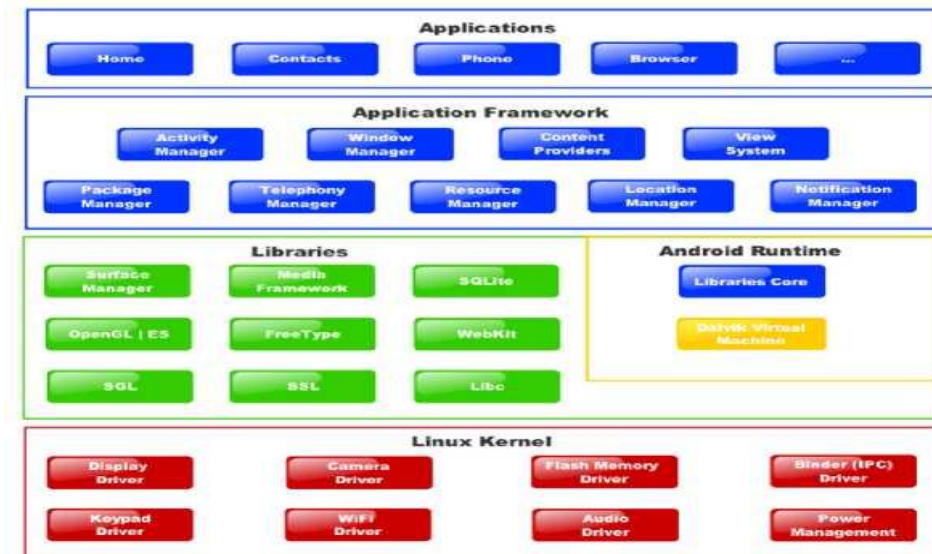 Applications
Home
Contacts
Phone
Browser
...
Application Framework
Activity
Manager
Window
Manager
Content
Providers
View
System
Package
Manager
Telephony
Manager
Resource
Manager
Location
Manager
Notification
Manager
Libraries
Surface
Manager
Media
Framework
SQLite
OpenGL | ES
FreeType
WebKit
SGL
SSL
Libc
Android Runtime
Libraries Core
Dalvik Virtual
Machine
Linux Kernel
Display
Driver
Camera
Driver
Flash Memory
Driver
Binder (IPC)
Driver
Keypad
Driver
WiFi
Driver
Audio
Driver
Power
Management